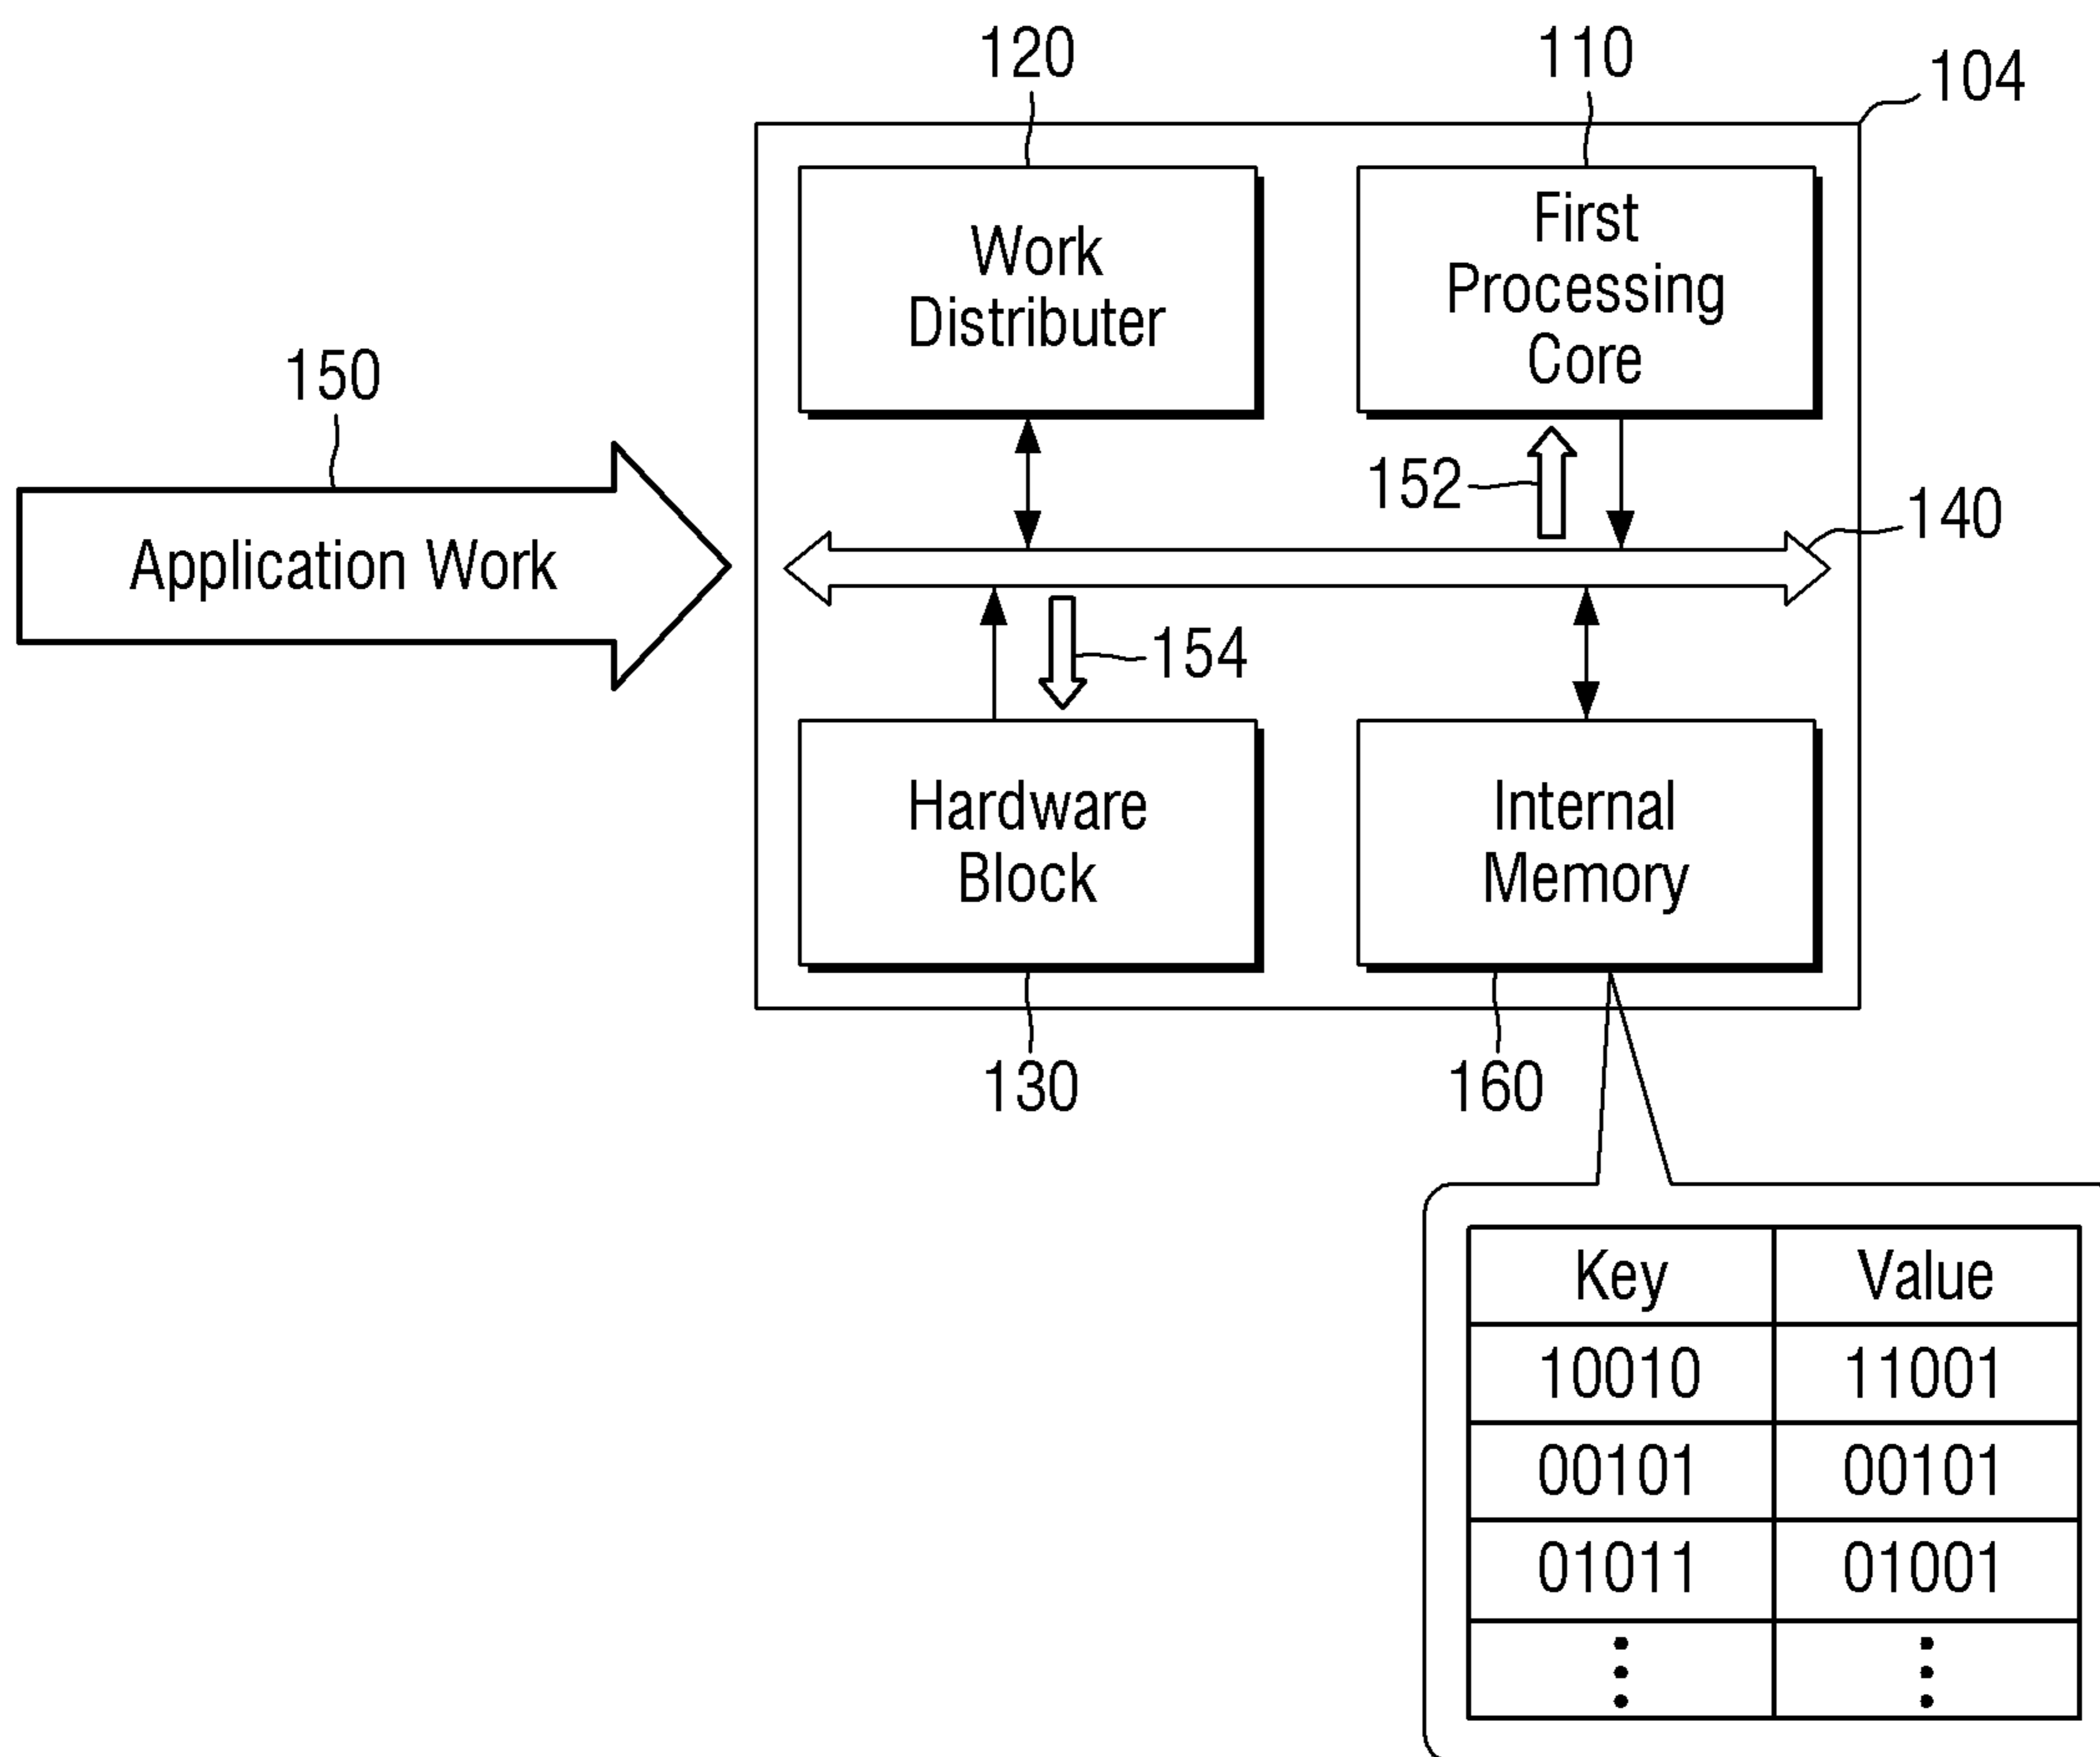 120
110
104
Work
Distributer
First
Processing
Core
150
152
140
Application Work
154
Hardware
Block
Internal
Memory
130
160
Key Value
10010 11001
00101 00101
01011 01001